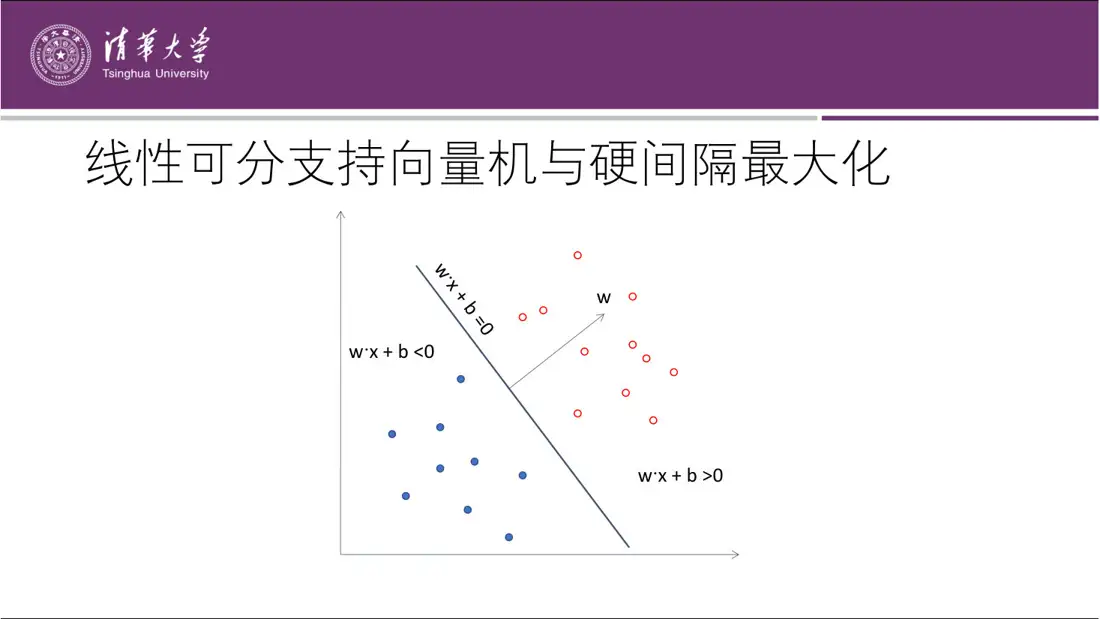 清華大学
Tsinghua University
线性可分支持向量机与硬间隔最大化
w·x + b =0
w
w·x + b <0
w·x + b >0